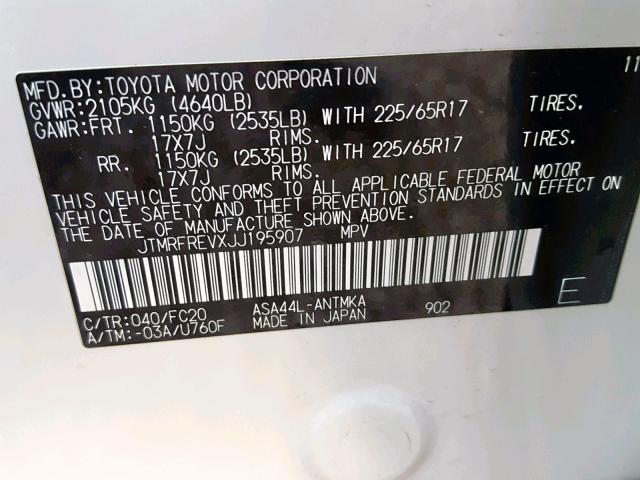 MFD.BY:TOYOTA MOTOR CORPORATION 11
GVWR:2105KG (4640LB)
GAWR:FRT. 1150KG (2535LB) WITH 225/65R17 TIRES.
17X7J RIMS.
RR. 1150KG (2535LB) WITH 225/65R17 TIRES.
17X7J RIMS.
THIS VEHICLE CONFORMS TO ALL APPLICABLE FEDERAL MOTOR
VEHICLE SAFETY AND THEFT PREVENTION STANDARDS IN EFFECT ON
THE DATE OF MANUFACTURE SHOWN ABOVE.
JTMRFREVXJJ195907 MPV
C/TR:040/FC20 ASA44L-ANTMKA 902 E
A/TM:-03A/U760F MADE IN JAPAN